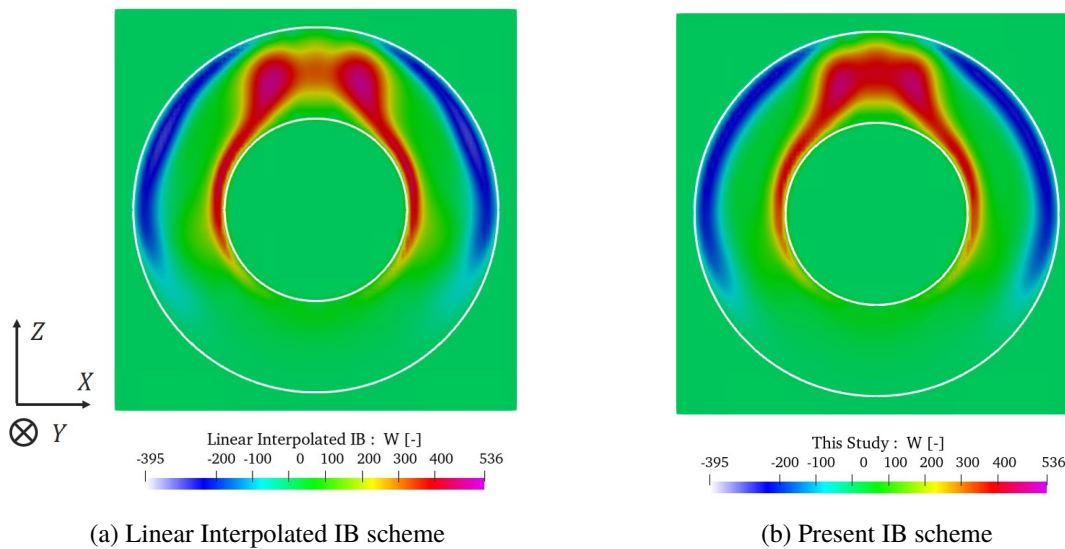 Z
X
Y
Linear Interpolated IB : W [-]
-395 -200 -100 0 100 200 300 400 536
(a) Linear Interpolated IB scheme
This Study : W [-]
-395 -200 -100 0 100 200 300 400 536
(b) Present IB scheme